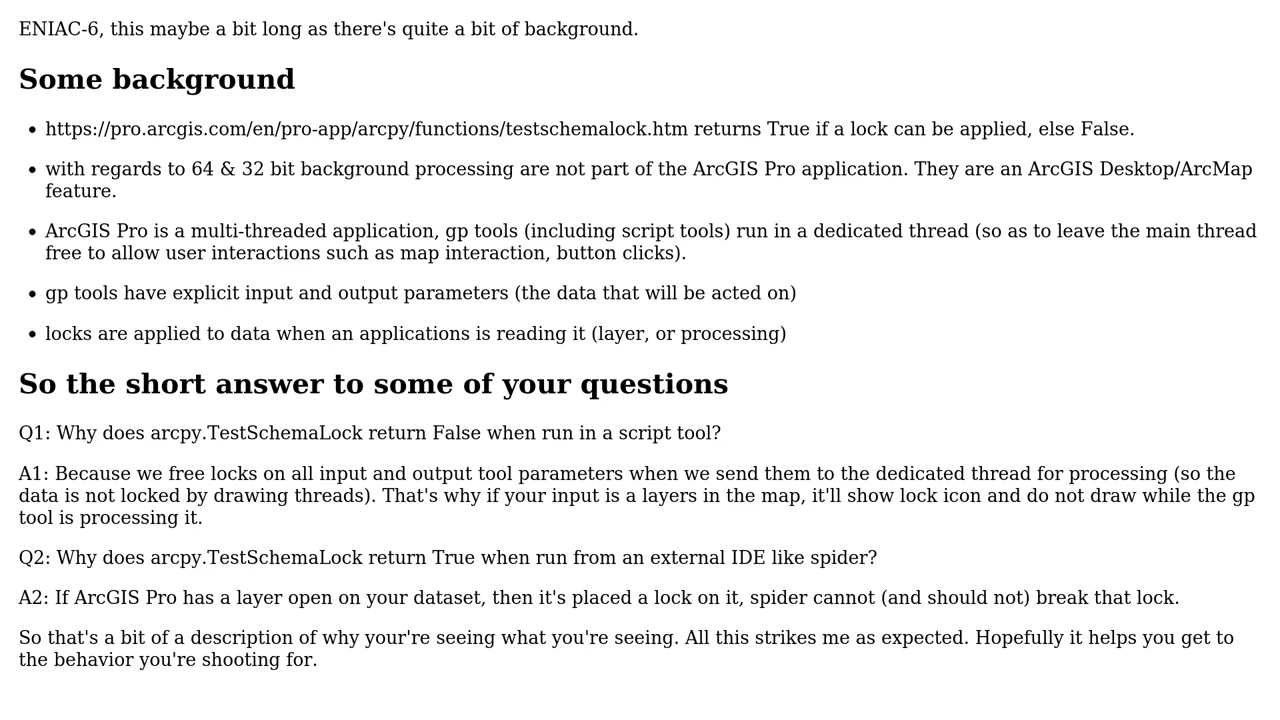 ENIAC-6, this maybe a bit long as there's quite a bit of background.
Some background
• https://pro.arcgis.com/en/pro-app/arcpy/functions/testschemalock.htm returns True if a lock can be applied, else False.
• with regards to 64 & 32 bit background processing are not part of the ArcGIS Pro application. They are an ArcGIS Desktop/ArcMap
feature.
• ArcGIS Pro is a multi-threaded application, gp tools (including script tools) run in a dedicated thread (so as to leave the main thread
free to allow user interactions such as map interaction, button clicks).
• gp tools have explicit input and output parameters (the data that will be acted on)
• locks are applied to data when an applications is reading it (layer, or processing)
So the short answer to some of your questions
Q1: Why does arcpy.TestSchemaLock return False when run in a script tool?
A1: Because we free locks on all input and output tool parameters when we send them to the dedicated thread for processing (so the
data is not locked by drawing threads). That's why if your input is a layers in the map, it'll show lock icon and do not draw while the gp
tool is processing it.
Q2: Why does arcpy.TestSchemaLock return True when run from an external IDE like spider?
A2: If ArcGIS Pro has a layer open on your dataset, then it's placed a lock on it, spider cannot (and should not) break that lock.
So that's a bit of a description of why your're seeing what you're seeing. All this strikes me as expected. Hopefully it helps you get to
the behavior you're shooting for.